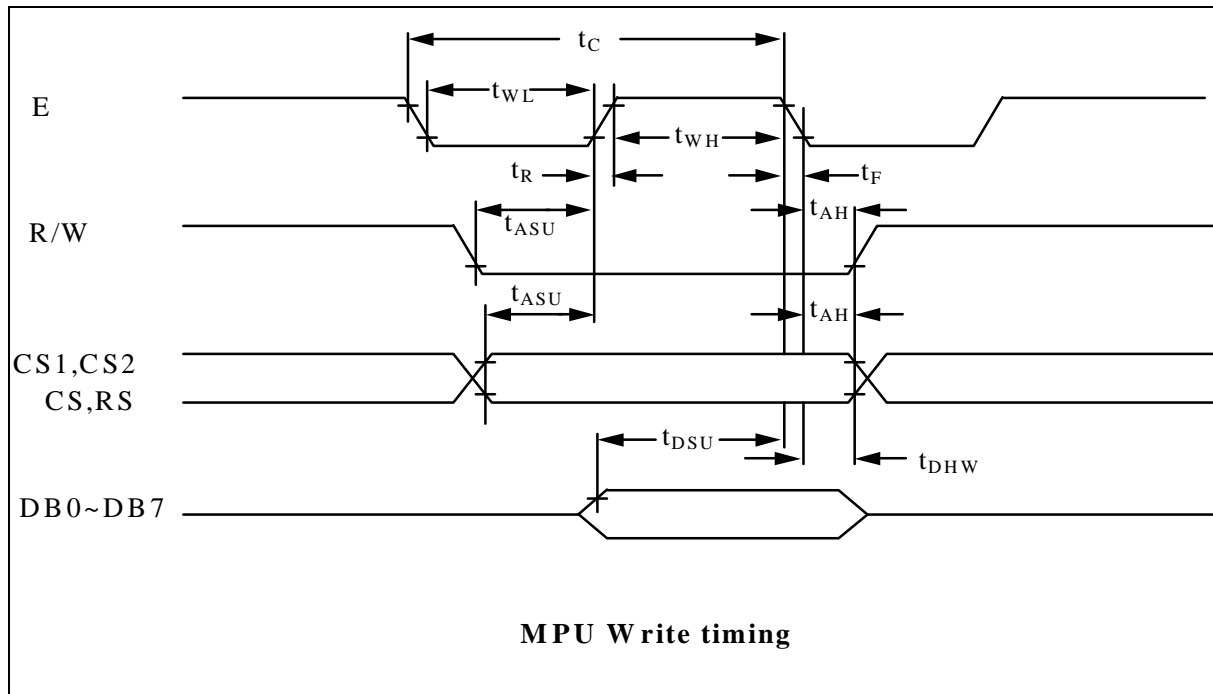 tC
E
tWL
tWH
tR
tF
tASU
tAH
R/W
tASU
tAH
CS1,CS2
CS,RS
tDSU
tDHW
DB0~DB7
MPU Write timing